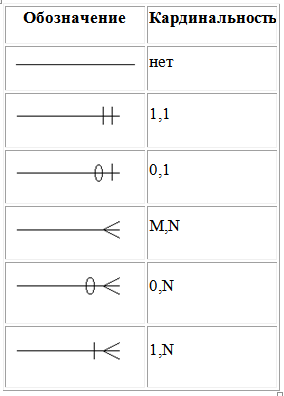 Обозначение Кардинальность
нет
1,1
0,1
M,N
0,N
1,N